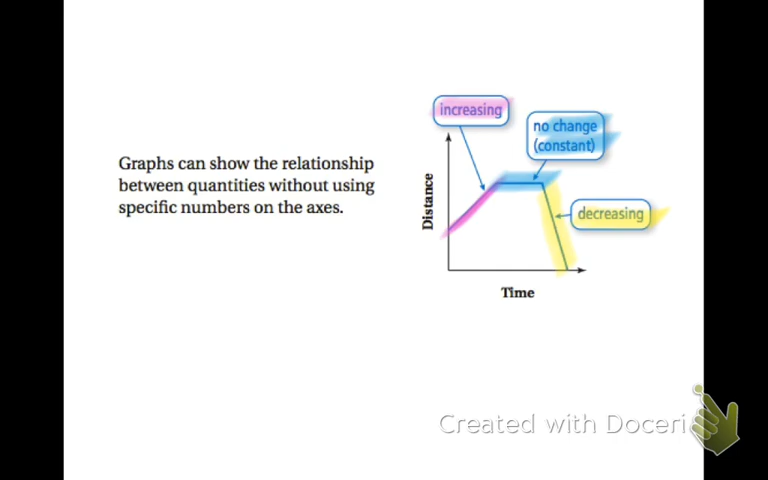 increasing
no change
(constant)
Graphs can show the relationship
between quantities without using
specific numbers on the axes.
Distance
decreasing
Time
Created with Doceri